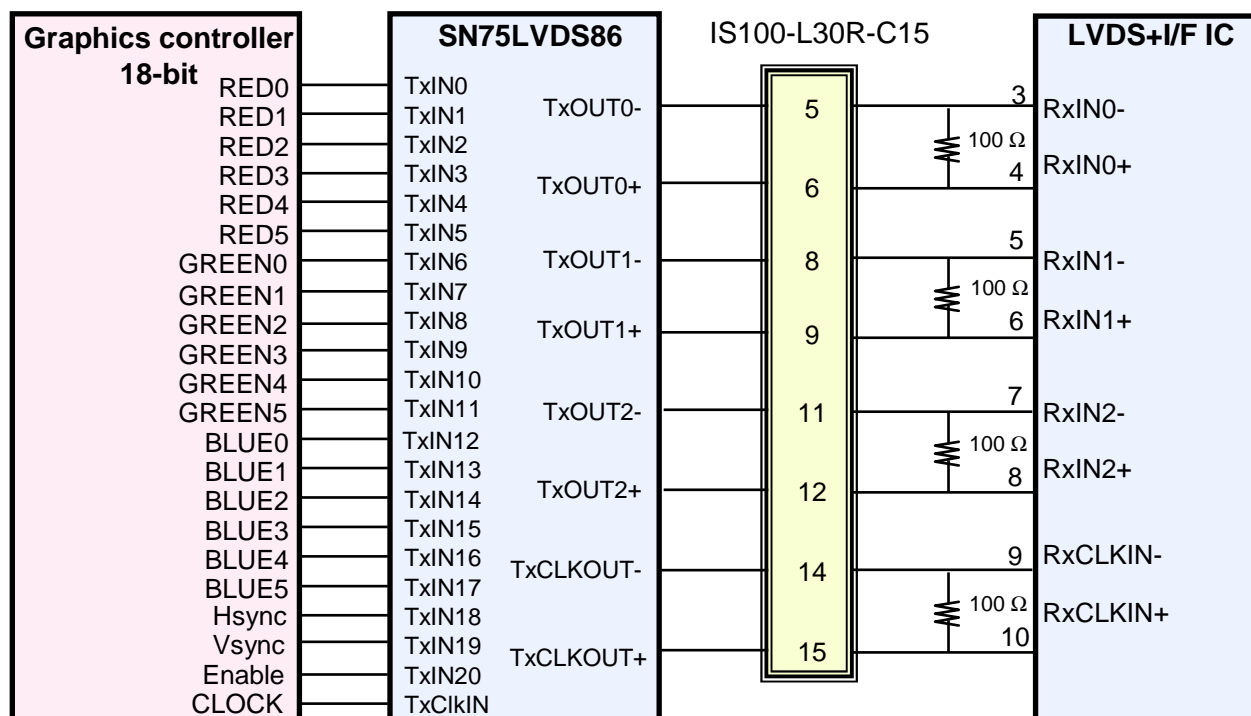 Graphics controller
18-bit
RED0
RED1
RED2
RED3
RED4
RED5
GREEN0
GREEN1
GREEN2
GREEN3
GREEN4
GREEN5
BLUE0
BLUE1
BLUE2
BLUE3
BLUE4
BLUE5
Hsync
Vsync
Enable
CLOCK
SN75LVDS86
TxIN0
TxIN1
TxIN2
TxIN3
TxIN4
TxIN5
TxIN6
TxIN7
TxIN8
TxIN9
TxIN10
TxIN11
TxIN12
TxIN13
TxIN14
TxIN15
TxIN16
TxIN17
TxIN18
TxIN19
TxIN20
TxClkIN
TxOUT0-
TxOUT0+
TxOUT1-
TxOUT1+
TxOUT2-
TxOUT2+
TxCLKOUT-
TxCLKOUT+
IS100-L30R-C15
5
6
8
9
11
12
14
15
3
100 Ω
4
5
100 Ω
6
7
100 Ω
8
9
100 Ω
10
LVDS+I/F IC
RxIN0-
RxIN0+
RxIN1-
RxIN1+
RxIN2-
RxIN2+
RxCLKIN-
RxCLKIN+